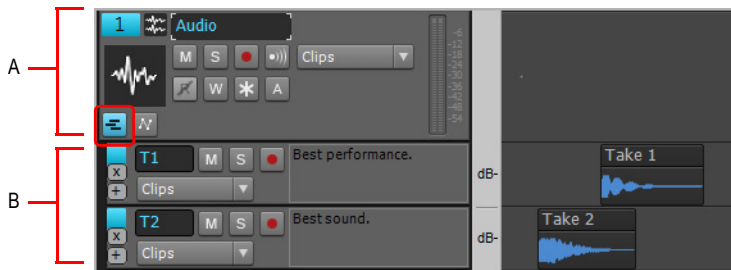 A
1 Audio
M S Clips
R W * A
-6
-12
-18
-24
-30
-36
-42
-48
-54
B
T1 M S Best performance.
x
+ Clips
dB-
Take 1
T2 M S Best sound.
x
+ Clips
dB-
Take 2